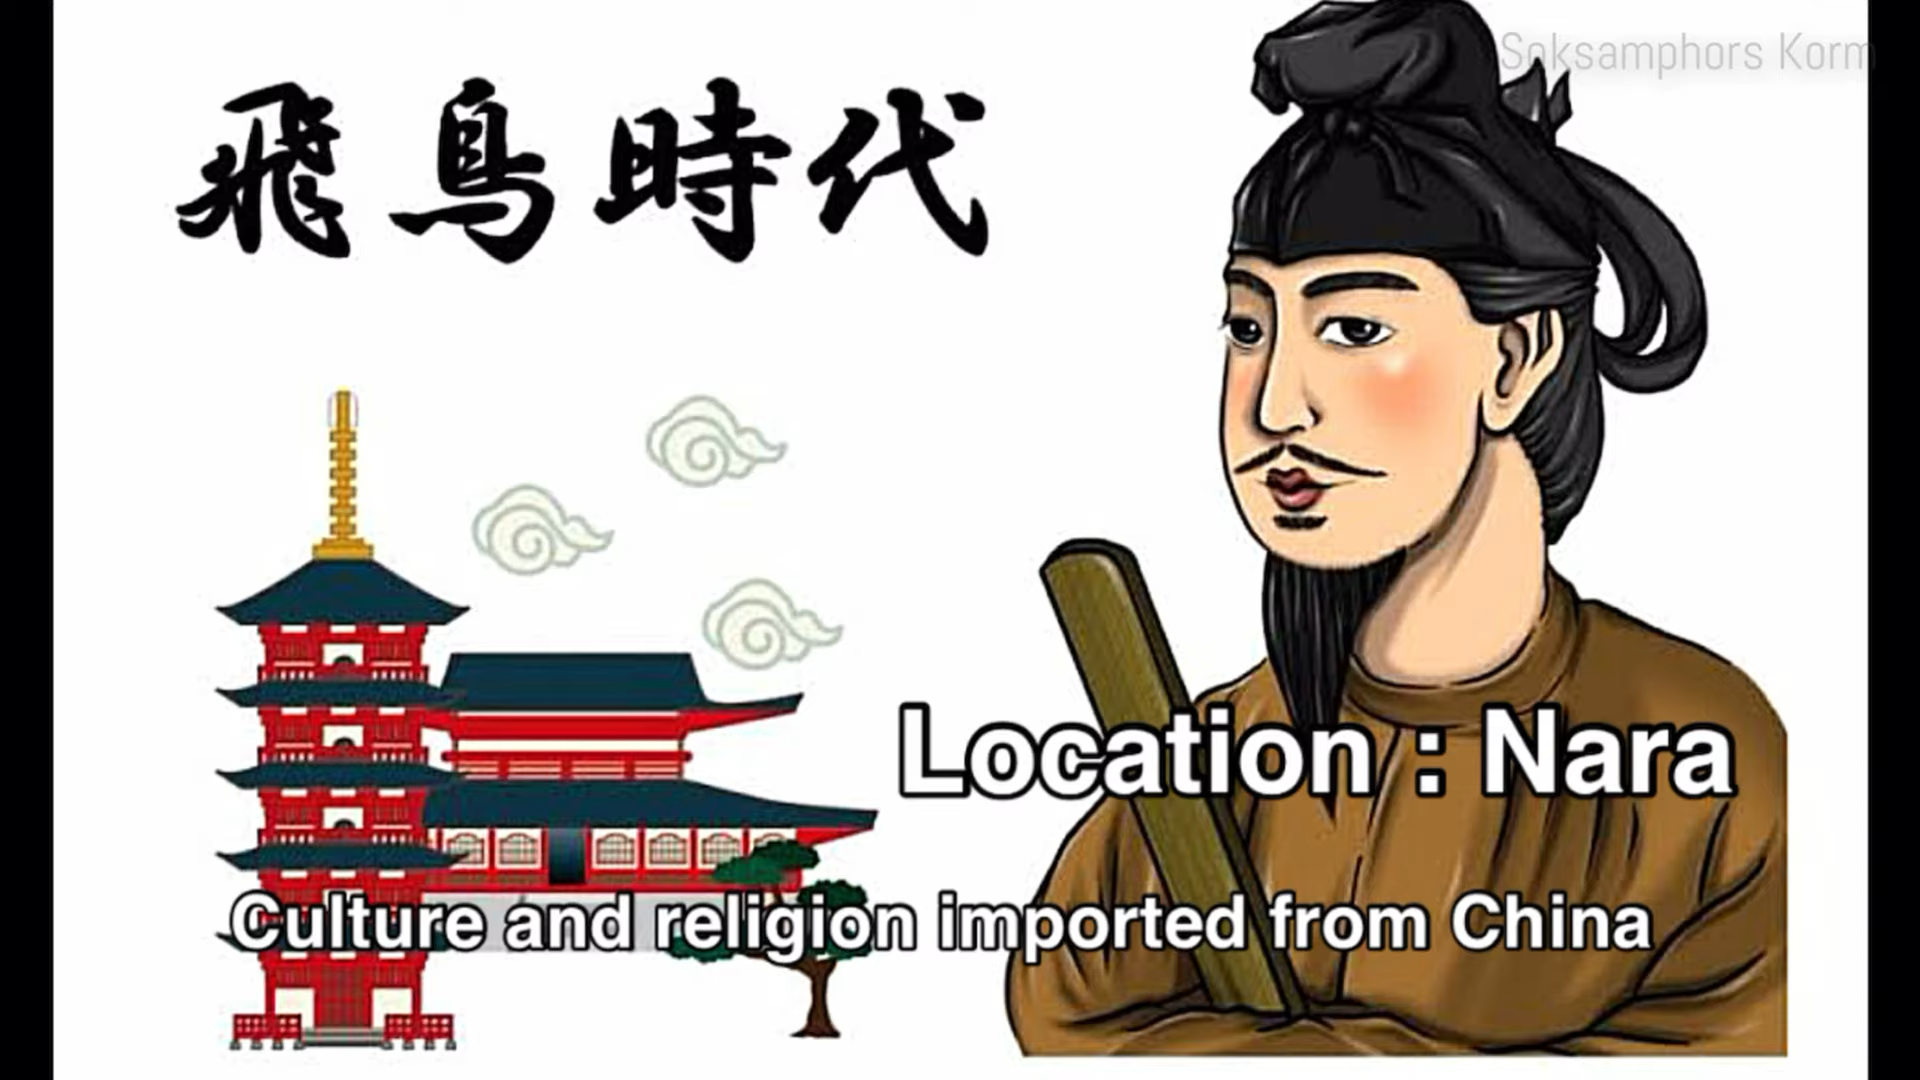 Soksamphors Korm
飛鳥時代
Location : Nara
Culture and religion imported from China